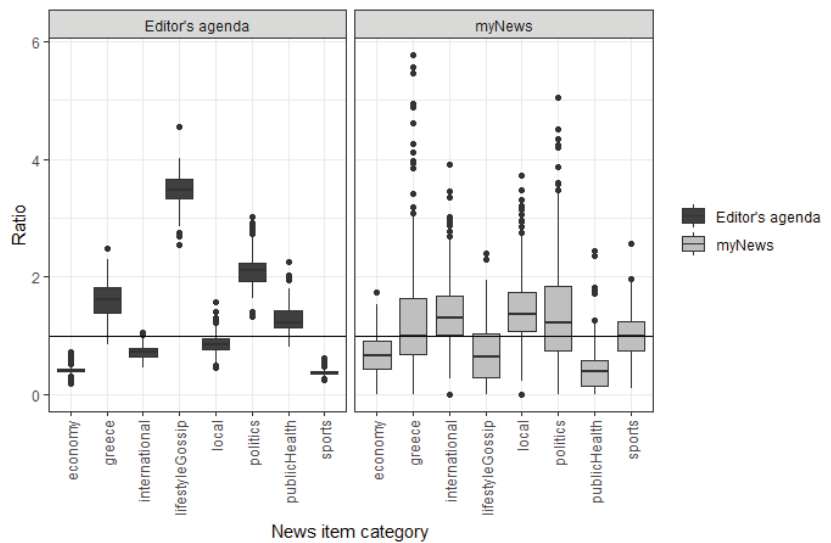 Editor's agenda
myNews
Ratio
6
4
2
0
economy
greece
international
lifestyleGossip
local
politics
publicHealth
sports
economy
greece
international
lifestyleGossip
local
politics
publicHealth
sports
News item category
Editor's agenda
myNews